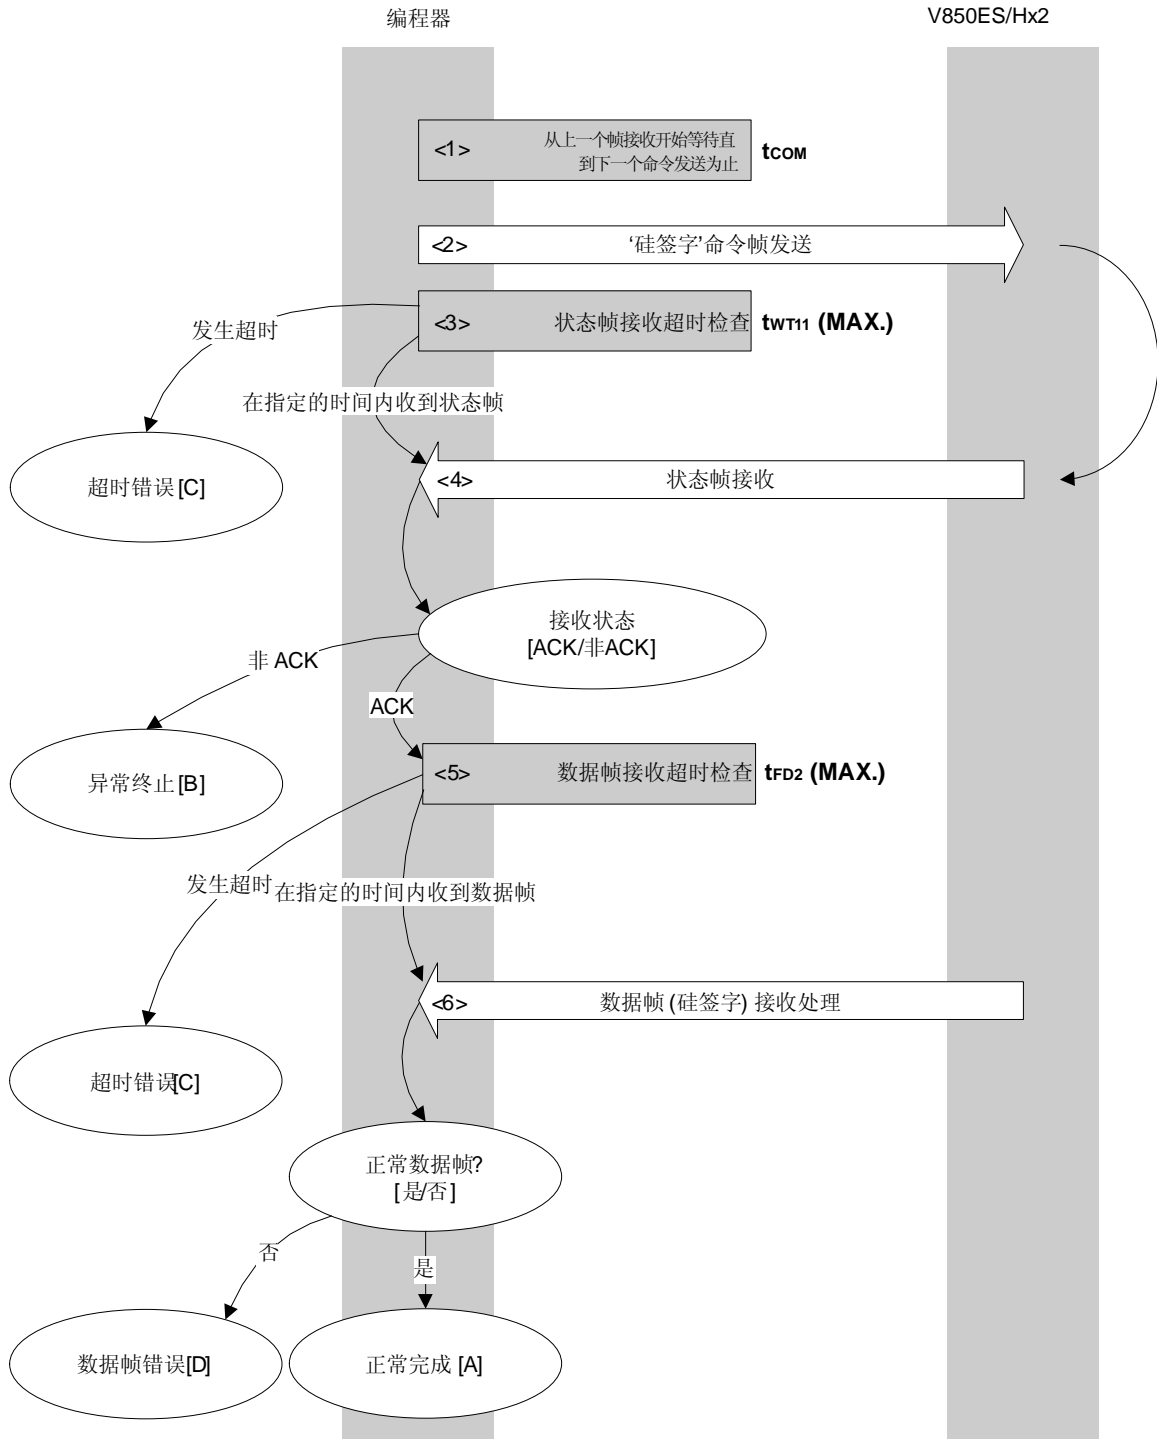 编程器
V850ES/Hx2
<1>
从上一个帧接收开始等待直
到下一个命令发送为止
tCOM
<2>
‘硅签字’命令帧发送
<3>
状态帧接收超时检查
tWT11 (MAX.)
发生超时
在指定的时间内收到状态帧
超时错误 [C]
<4>
状态帧接收
接收状态
[ACK/非ACK]
非 ACK
ACK
异常终止 [B]
<5>
数据帧接收超时检查
tFD2 (MAX.)
发生超时
在指定的时间内收到数据帧
<6>
数据帧 (硅签字) 接收处理
超时错误[C]
正常数据帧?
[是/否]
否
是
数据帧错误[D]
正常完成 [A]